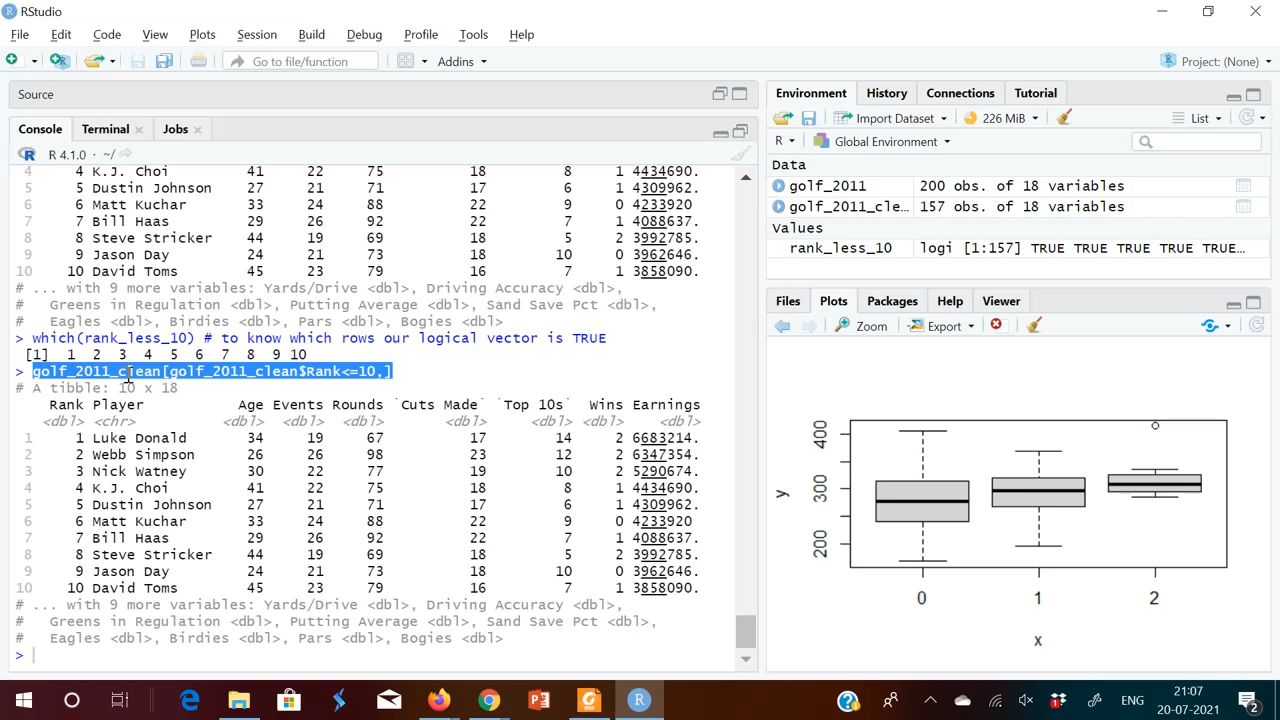 RStudio
File Edit Code View Plots Session Build Debug Profile Tools Help
Go to file/function Addins Project: (None)
Source
Console Terminal Jobs
R 4.1.0 · ~/
4 4 K.J. Choi 41 22 75 18 8 1 4434690.
5 5 Dustin Johnson 27 21 71 17 6 1 4309962.
6 6 Matt Kuchar 33 24 88 22 9 0 4233920
7 7 Bill Haas 29 26 92 22 7 1 4088637.
8 8 Steve Stricker 44 19 69 18 5 2 3992785.
9 9 Jason Day 24 21 73 18 10 0 3962646.
10 10 David Toms 45 23 79 16 7 1 3858090.
# ... with 9 more variables: Yards/Drive <dbl>, Driving Accuracy <dbl>,
# Greens in Regulation <dbl>, Putting Average <dbl>, Sand Save Pct <dbl>,
# Eagles <dbl>, Birdies <dbl>, Pars <dbl>, Bogies <dbl>
> which(rank_less_10) # to know which rows our logical vector is TRUE
[1] 1 2 3 4 5 6 7 8 9 10
> golf_2011_clean[golf_2011_clean$Rank<=10,]
# A tibble: 10 x 18
Rank Player Age Events Rounds `Cuts Made` `Top 10s` Wins Earnings
<dbl> <chr> <dbl> <dbl> <dbl> <dbl> <dbl> <dbl> <dbl>
1 1 Luke Donald 34 19 67 17 14 2 6683214.
2 2 Webb Simpson 26 26 98 23 12 2 6347354.
3 3 Nick Watney 30 22 77 19 10 2 5290674.
4 4 K.J. Choi 41 22 75 18 8 1 4434690.
5 5 Dustin Johnson 27 21 71 17 6 1 4309962.
6 6 Matt Kuchar 33 24 88 22 9 0 4233920
7 7 Bill Haas 29 26 92 22 7 1 4088637.
8 8 Steve Stricker 44 19 69 18 5 2 3992785.
9 9 Jason Day 24 21 73 18 10 0 3962646.
10 10 David Toms 45 23 79 16 7 1 3858090.
# ... with 9 more variables: Yards/Drive <dbl>, Driving Accuracy <dbl>,
# Greens in Regulation <dbl>, Putting Average <dbl>, Sand Save Pct <dbl>,
# Eagles <dbl>, Birdies <dbl>, Pars <dbl>, Bogies <dbl>
>
Environment History Connections Tutorial
Import Dataset 226 MiB List
R Global Environment
Data
golf_2011 200 obs. of 18 variables
golf_2011_cle… 157 obs. of 18 variables
Values
rank_less_10 logi [1:157] TRUE TRUE TRUE TRUE TRUE…
Files Plots Packages Help Viewer
Zoom Export
400
300
200
y
0 1 2
x
ENG
21:07
20-07-2021
2